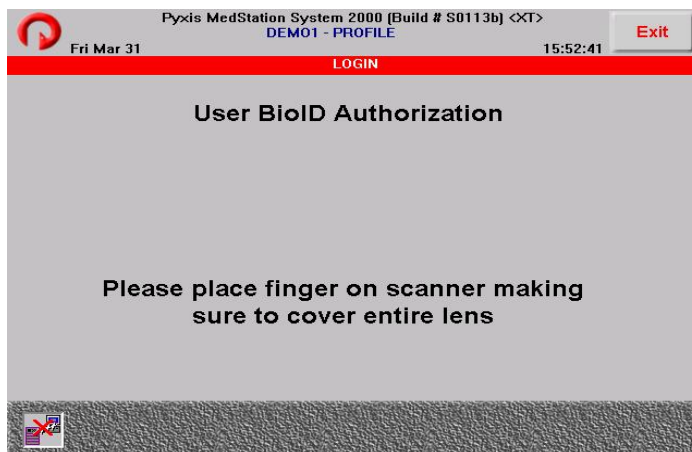 Pyxis MedStation System 2000 (Build # S0113b) <XT>
DEMO1 - PROFILE
Fri Mar 31
15:52:41
Exit
LOGIN
User BioID Authorization
Please place finger on scanner making
sure to cover entire lens